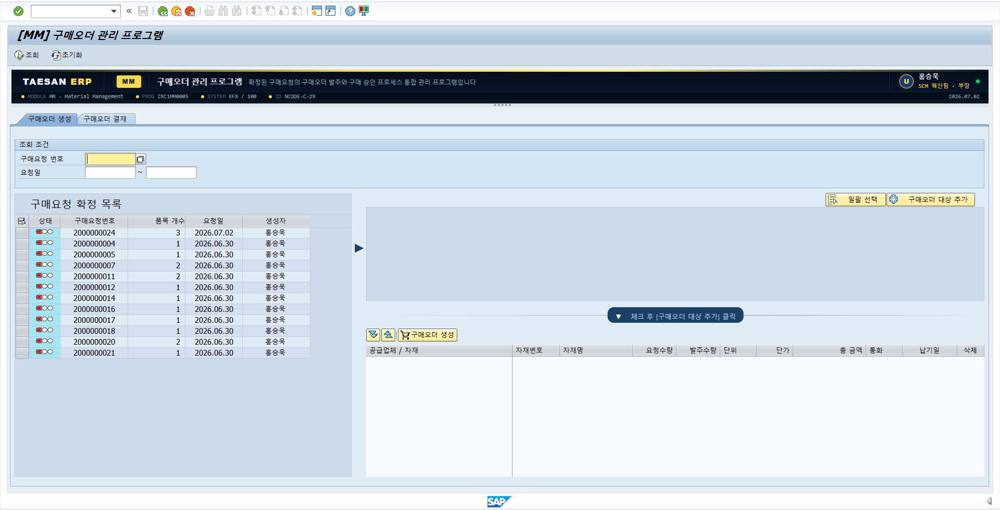 [MM] 구매오더 관리 프로그램
조회 초기화
TAESAN ERP MM 구매오더 관리 프로그램 확정된 구매요청의 구매오더 발주와 구매 승인 프로세스 통합 관리 프로그램입니다 U 홍승욱
SCM 혁신팀 · 부장
MODULE MM - Material Management PROG ZRC1MM0005 SYSTEM EFX / 100 ID NCODE-C-29 2026.07.02
구매오더 생성 구매오더 결재
조회 조건
구매요청 번호
요청일 ~
일괄 선택 구매오더 대상 추가
구매요청 확정 목록
상태 구매요청번호 품목 개수 요청일 생성자
2000000024 3 2026.07.02 홍승욱
2000000004 1 2026.06.30 홍승욱
2000000005 1 2026.06.30 홍승욱
2000000007 2 2026.06.30 홍승욱
2000000011 2 2026.06.30 홍승욱
2000000012 1 2026.06.30 홍승욱
2000000014 1 2026.06.30 홍승욱
2000000016 1 2026.06.30 홍승욱
2000000017 1 2026.06.30 홍승욱
2000000018 1 2026.06.30 홍승욱
2000000020 2 2026.06.30 홍승욱
2000000021 1 2026.06.30 홍승욱
▼ 체크 후 [구매오더 대상 추가] 클릭
구매오더 생성
공급업체 / 자재 자재번호 자재명 요청수량 발주수량 단위 단가 총 금액 통화 납기일 삭제
SAP